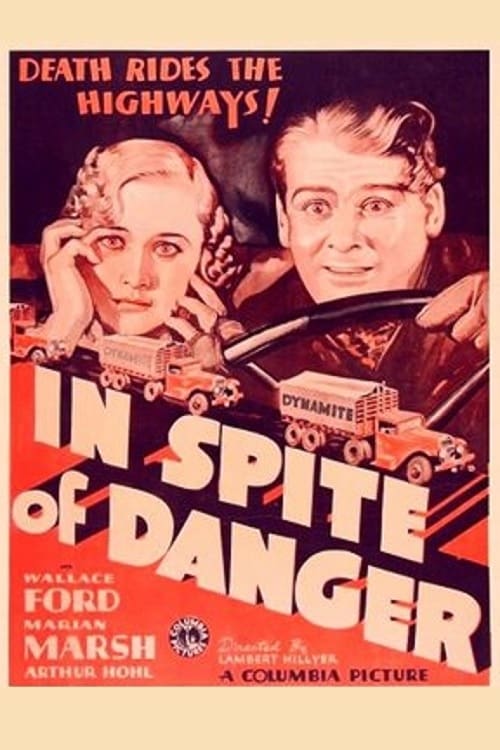 DEATH RIDES THE
HIGHWAYS!
DYNAMITE
DYNAMITE
IN SPITE
OF DANGER
WALLACE
FORD
MARIAN
MARSH
ARTHUR HOHL
COLUMBIA
PICTURES
Directed By
LAMBERT HILLYER
A COLUMBIA PICTURE